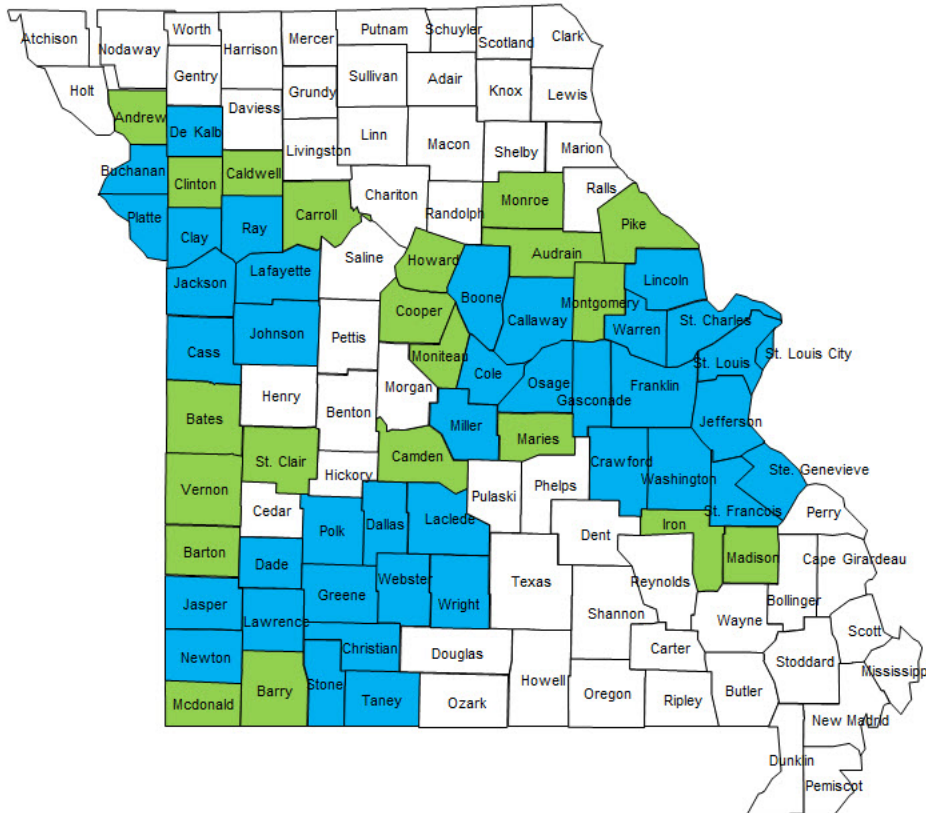 Atchison
Nodaway
Worth
Harrison
Mercer
Putnam
Schuyler
Scotland
Clark
Holt
Gentry
Grundy
Sullivan
Adair
Knox
Lewis
Andrew
De Kalb
Daviess
Livingston
Linn
Macon
Shelby
Marion
Buchanan
Clinton
Caldwell
Chariton
Randolph
Monroe
Ralls
Platte
Clay
Ray
Carroll
Saline
Howard
Audrain
Pike
Jackson
Lafayette
Boone
Callaway
Montgomery
Lincoln
Cass
Johnson
Pettis
Cooper
Moniteau
Warren
St. Charles
St. Louis
St. Louis City
Henry
Benton
Morgan
Cole
Osage
Gasconade
Franklin
Jefferson
Bates
St. Clair
Hickory
Camden
Miller
Maries
Crawford
Washington
Ste. Genevieve
Vernon
Cedar
Polk
Dallas
Laclede
Pulaski
Phelps
Dent
Iron
St. Francois
Perry
Barton
Dade
Greene
Webster
Wright
Texas
Reynolds
Madison
Cape Girardeau
Jasper
Lawrence
Christian
Douglas
Shannon
Carter
Wayne
Bollinger
Scott
Newton
Barry
Stone
Taney
Ozark
Howell
Oregon
Ripley
Butler
Stoddard
Mississippi
Mcdonald
New Madrid
Dunklin
Pemiscot